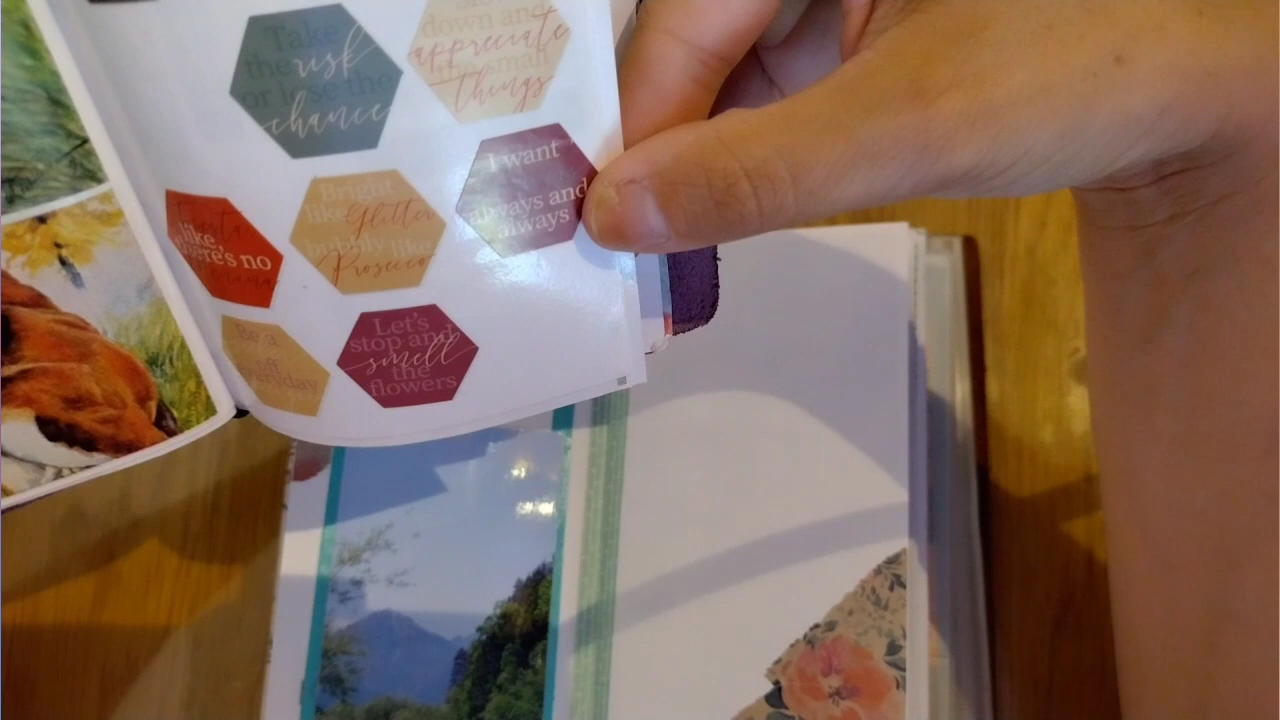 Take
the risk
or lose the
chance
down and
appreciate
the small
things
I want
always and
always
Bright
like Glitter
bubbly like
Prosecco
like
there's no
Be a
off
everyday
Let's
stop and
smell
the
flowers